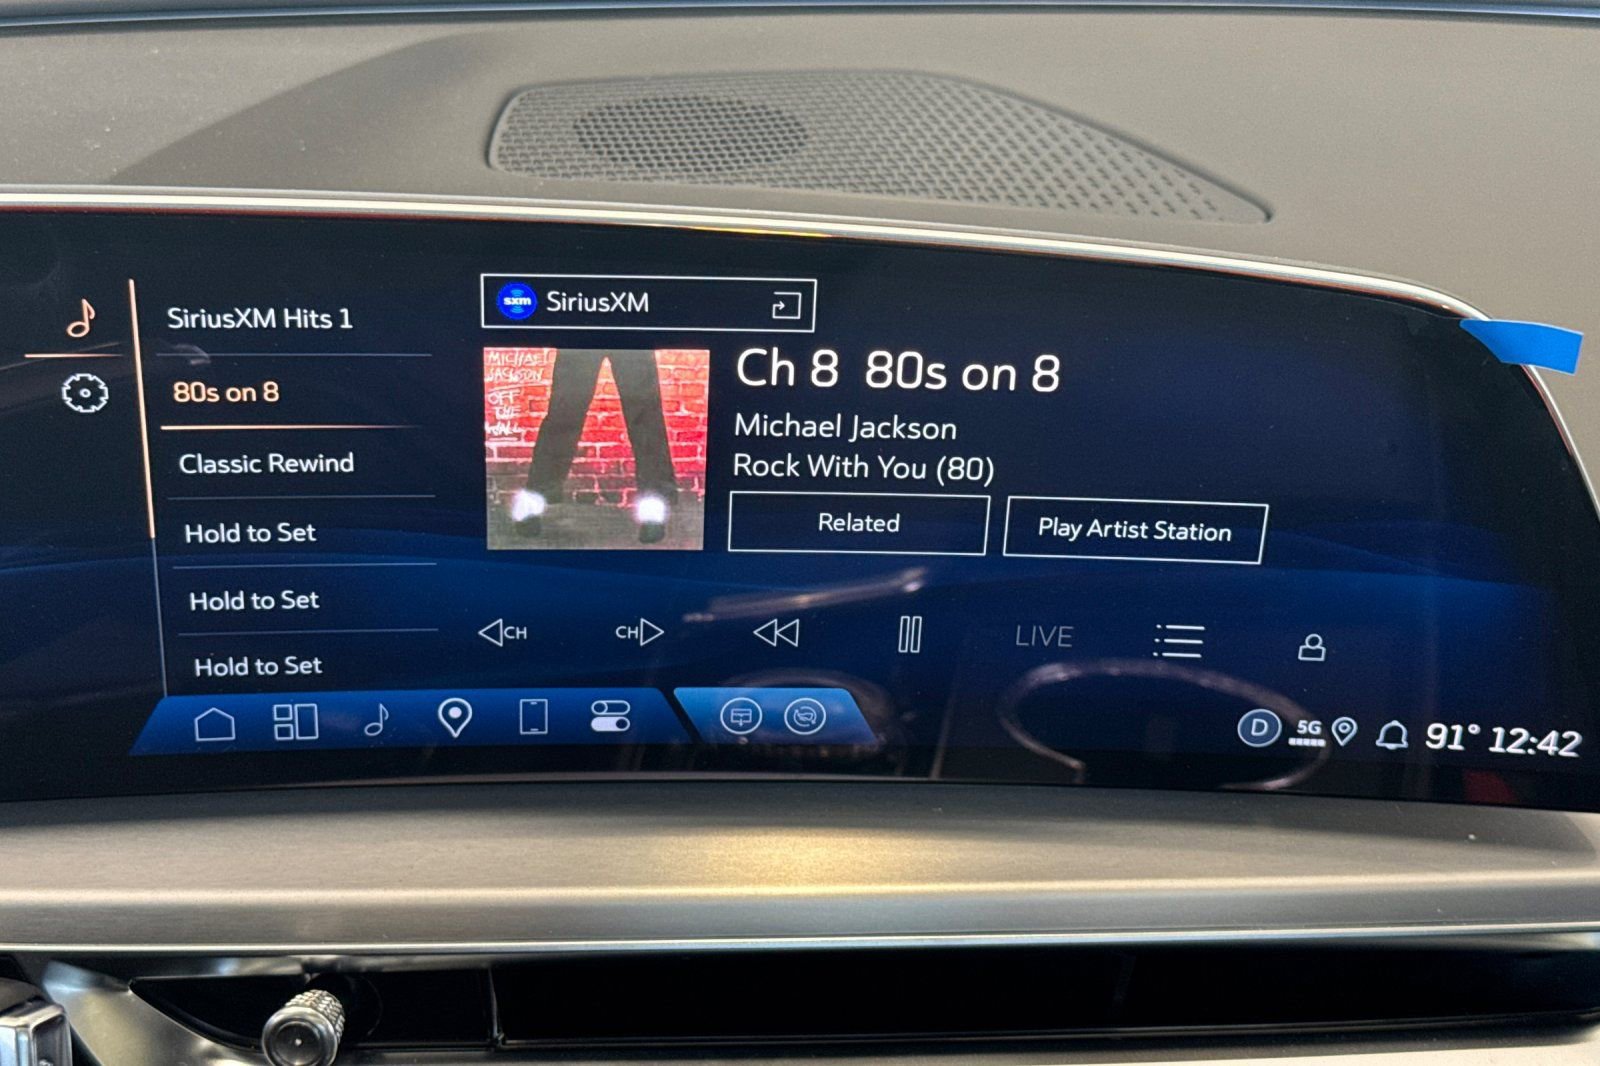 SiriusXM Hits 1
80s on 8
Classic Rewind
Hold to Set
Hold to Set
Hold to Set
sxm SiriusXM
MICHAEL
JACKSON
OFF
THE
WALL
Ch 8 80s on 8
Michael Jackson
Rock With You (80)
Related
Play Artist Station
CH
CH
LIVE
D 5G 91° 12:42